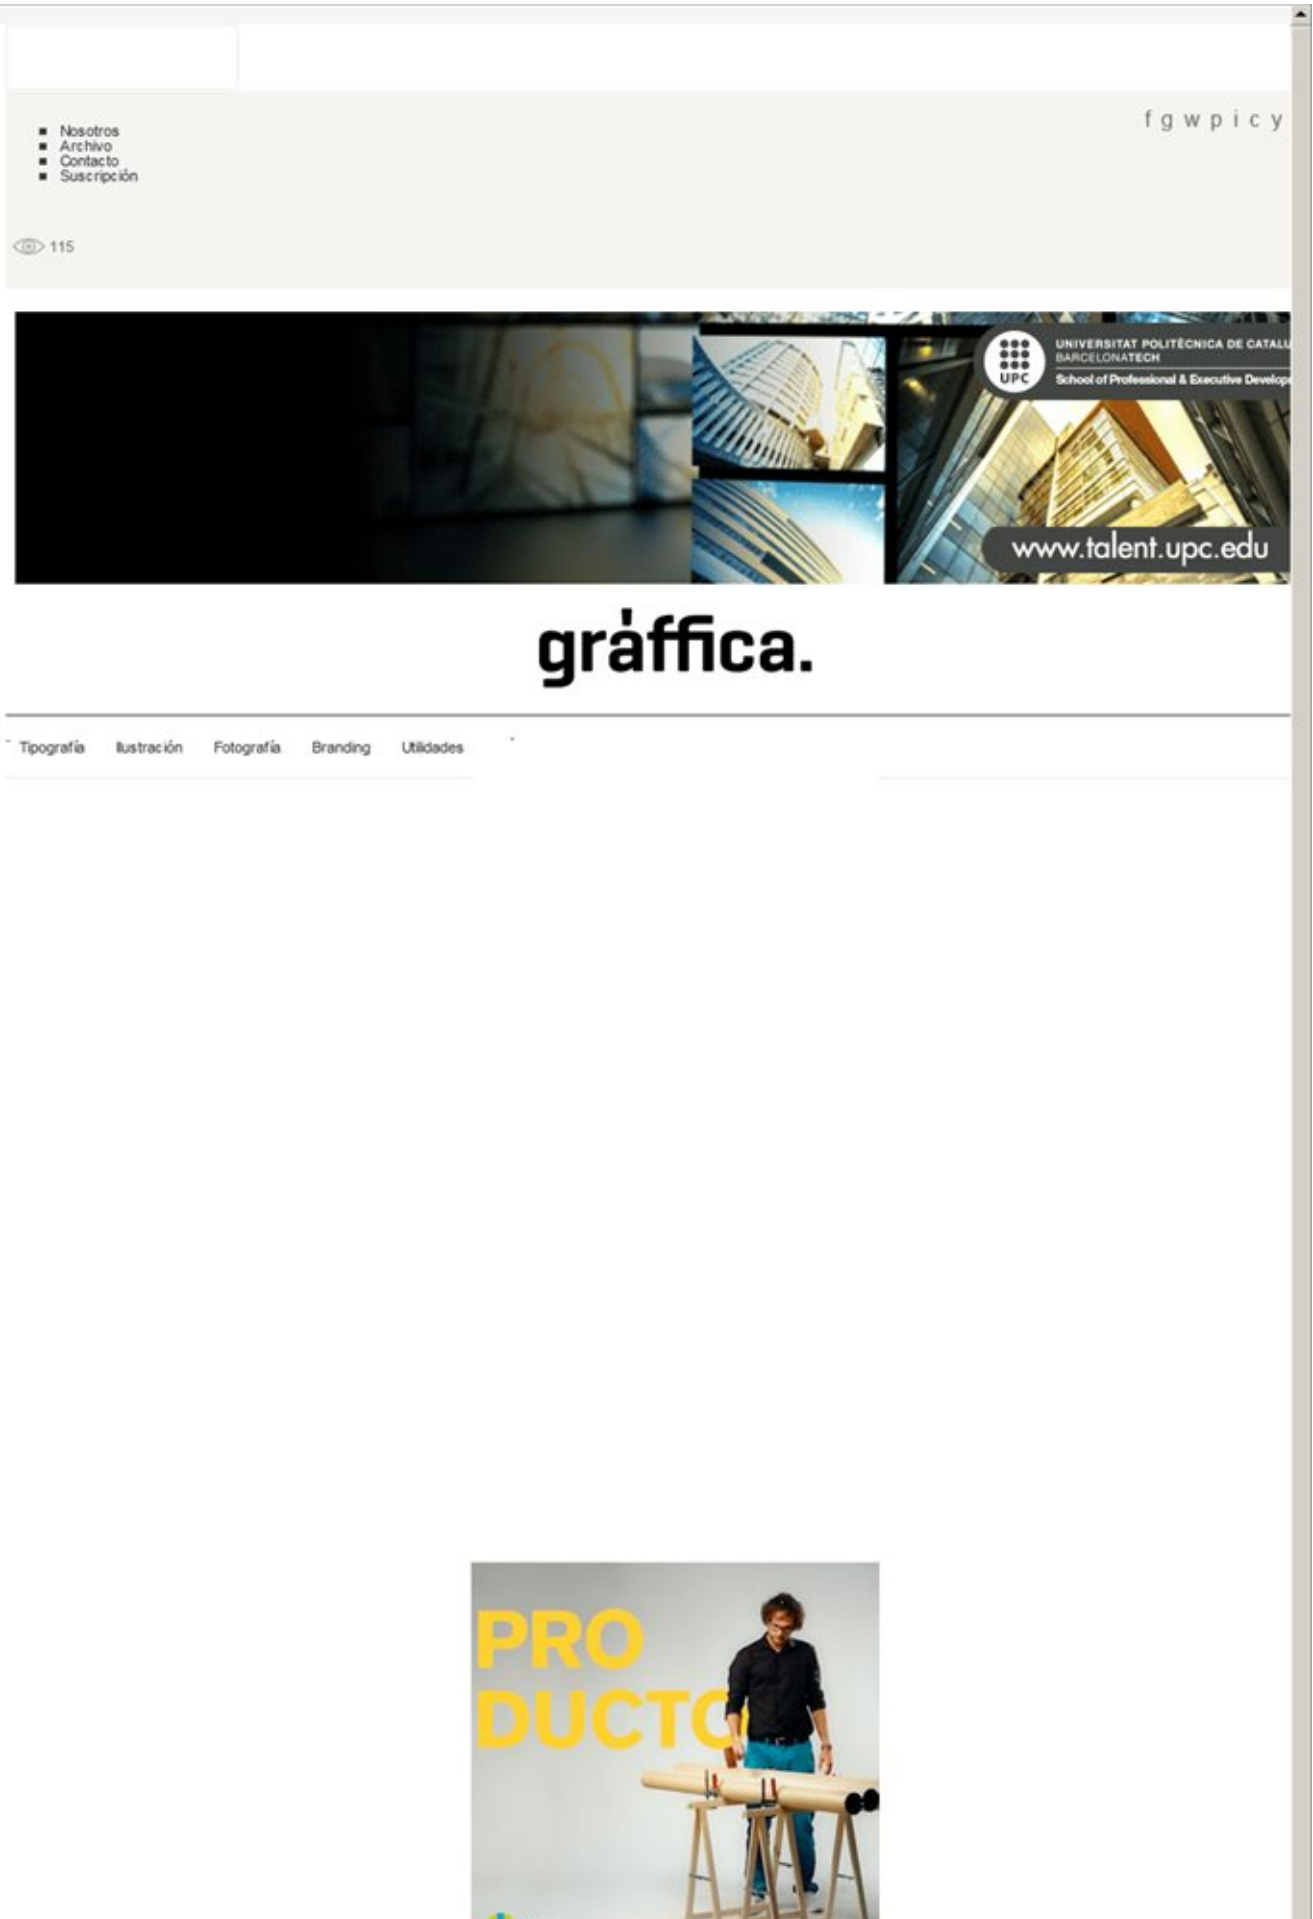 f g w p i c y
Nosotros
Archivo
Contacto
Suscripción
115
UNIVERSITAT POLITÈCNICA DE CATALU
BARCELONATECH
School of Professional & Executive Develop
UPC
www.talent.upc.edu
gràffica.
Tipografía Ilustración Fotografía Branding Utilidades
PRO
DUCTO